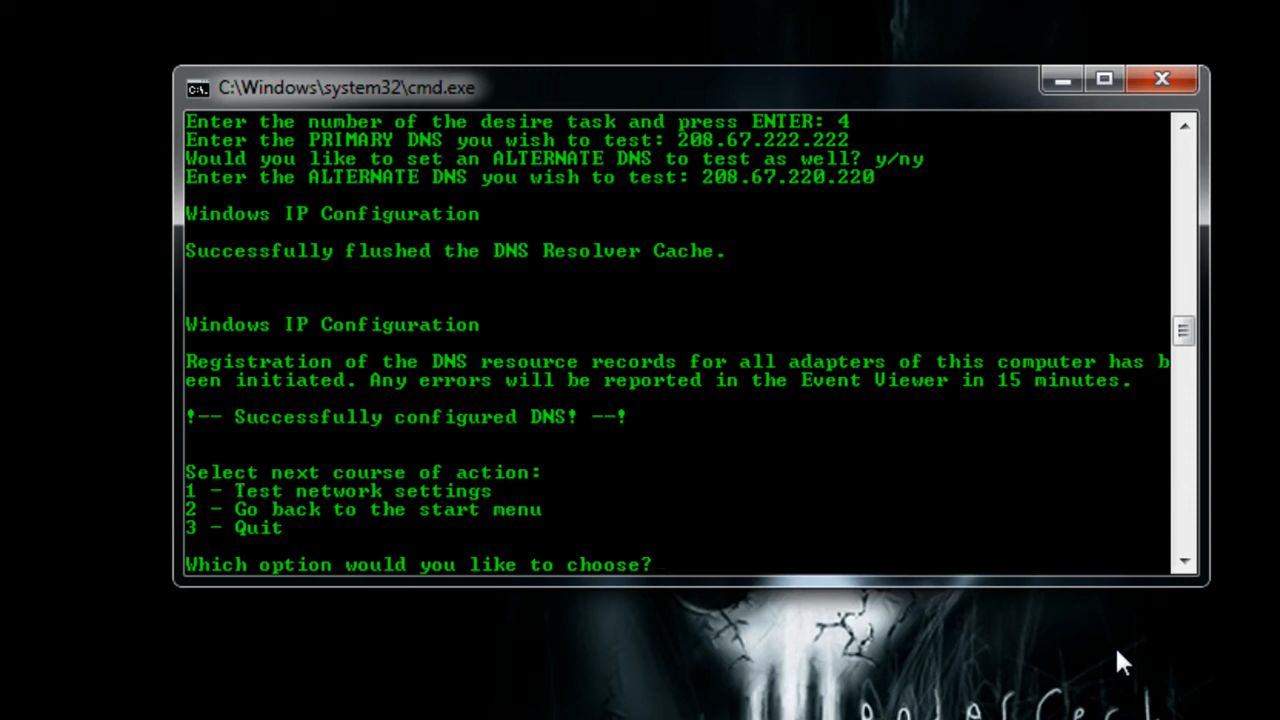 C:\Windows\system32\cmd.exe
Enter the number of the desire task and press ENTER: 4
Enter the PRIMARY DNS you wish to test: 208.67.222.222
Would you like to set an ALTERNATE DNS to test as well? y/ny
Enter the ALTERNATE DNS you wish to test: 208.67.220.220
Windows IP Configuration
Successfully flushed the DNS Resolver Cache.
Windows IP Configuration
Registration of the DNS resource records for all adapters of this computer has b
een initiated. Any errors will be reported in the Event Viewer in 15 minutes.
!-- Successfully configured DNS! --!
Select next course of action:
1 - Test network settings
2 - Go back to the start menu
3 - Quit
Which option would you like to choose?